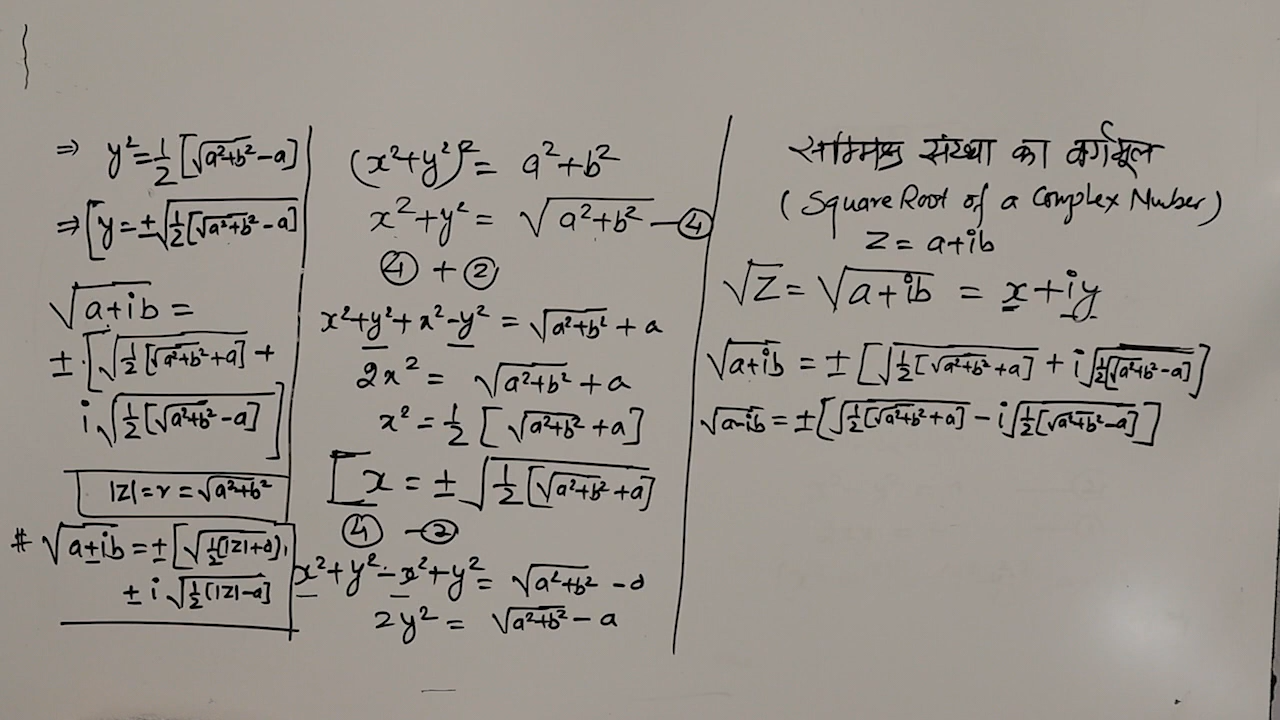 ⇒ y²=1/2[√(a²+b²)-a]
⇒ [y=±√(1/2[√(a²+b²)-a])
√(a+ib) =
±[√(1/2[√(a²+b²)+a]) +
i√(1/2[√(a²+b²)-a])]
|Z|=r=√(a²+b²)
# √(a±ib)=±[√(1/2(|Z|+a)),
± i√(1/2(|Z|-a)]
(x²+y²)²= a²+b²
x²+y²= √(a²+b²) —④
④ + ②
x²+y²+x²-y² = √(a²+b²) + a
2x² = √(a²+b²) + a
x² = 1/2 [√(a²+b²) +a]
[x = ± √(1/2[√(a²+b²)+a])
④ -②
x²+y²-x²+y²= √(a²+b²) -a
2y² = √(a²+b²) - a
सम्मिश्र संख्या का वर्गमूल
(Square Root of a Complex Number)
Z= a+ib
√Z = √(a+ib) = x+iy
√(a+ib) = ±[√(1/2[√(a²+b²)+a]) + i√(1/2[√(a²+b²)-a])]
√(a-ib) = ±[√(1/2[√(a²+b²)+a]) - i√(1/2[√(a²+b²)-a])]